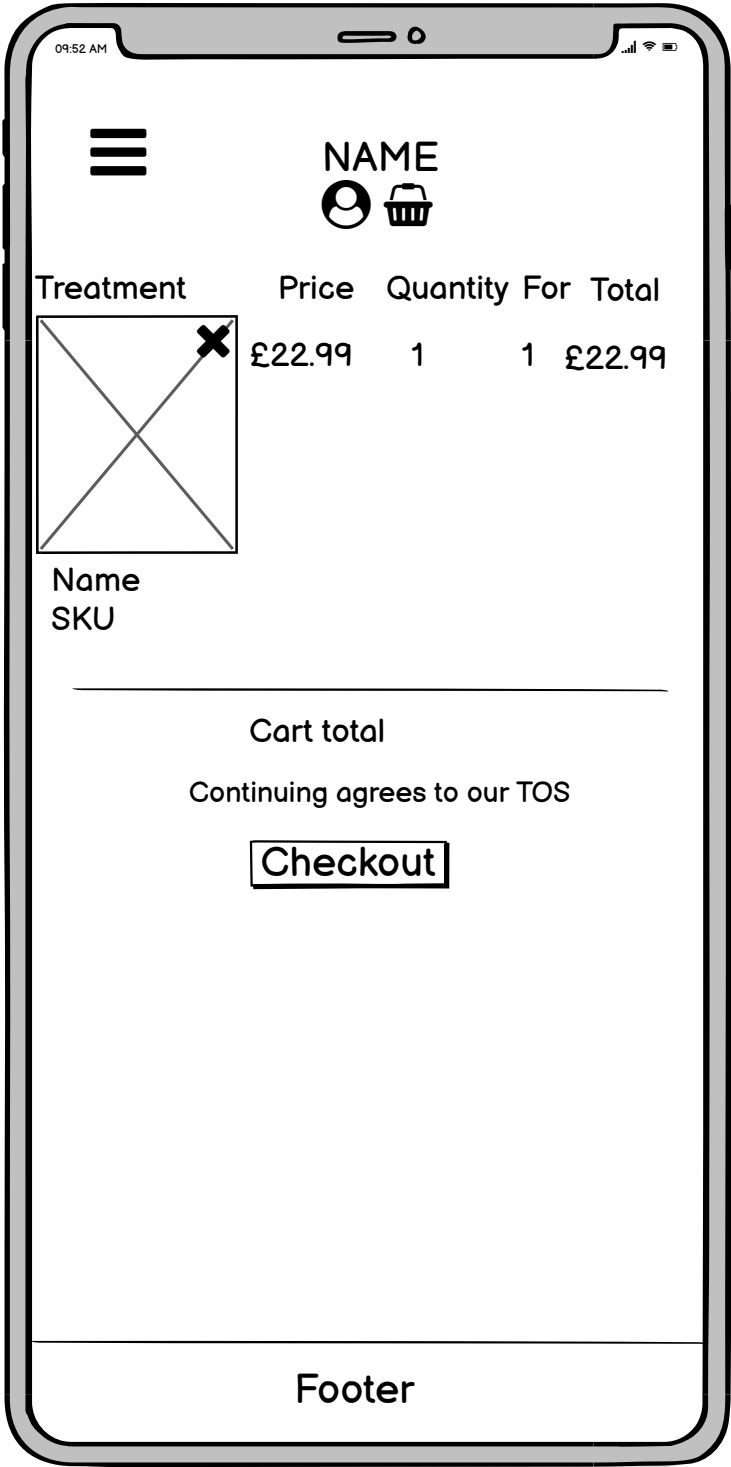 09:52 AM
NAME
Treatment Price Quantity For Total
£22.99 1 1 £22.99
Name
SKU
Cart total
Continuing agrees to our TOS
Checkout
Footer